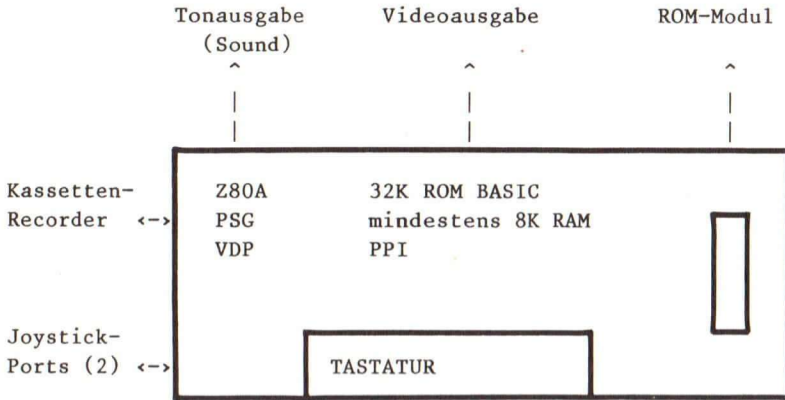 Tonausgabe Videoausgabe ROM-Modul
(Sound)
Kassetten- Z80A 32K ROM BASIC
Recorder <-> PSG mindestens 8K RAM
VDP PPI
Joystick-
Ports (2) <-> TASTATUR